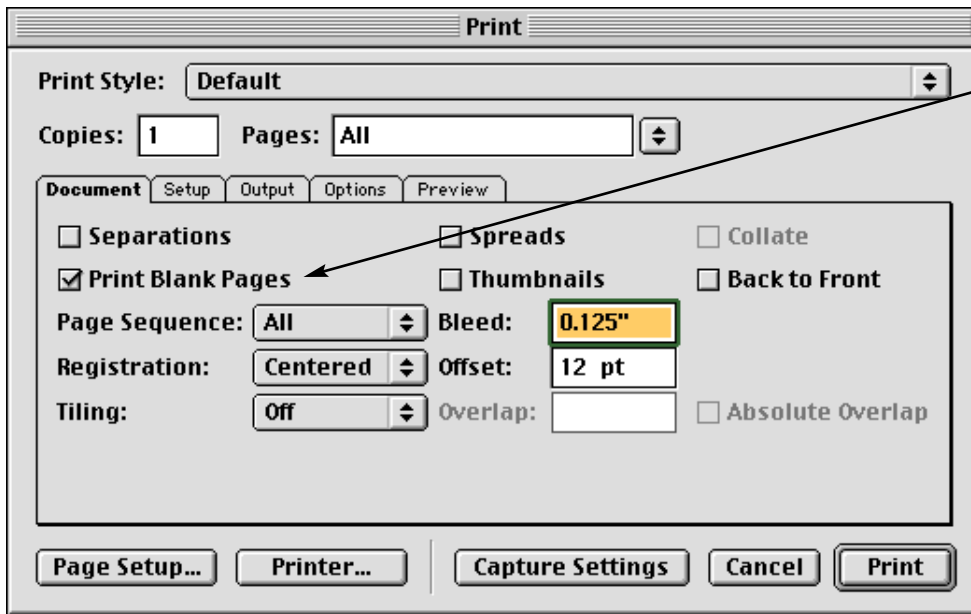 Print
Print Style: Default
Copies: 1 Pages: All
Document Setup Output Options Preview
Separations Spreads Collate
Print Blank Pages Thumbnails Back to Front
Page Sequence: All Bleed: 0.125"
Registration: Centered Offset: 12 pt
Tiling: Off Overlap: Absolute Overlap
Page Setup... Printer... Capture Settings Cancel Print